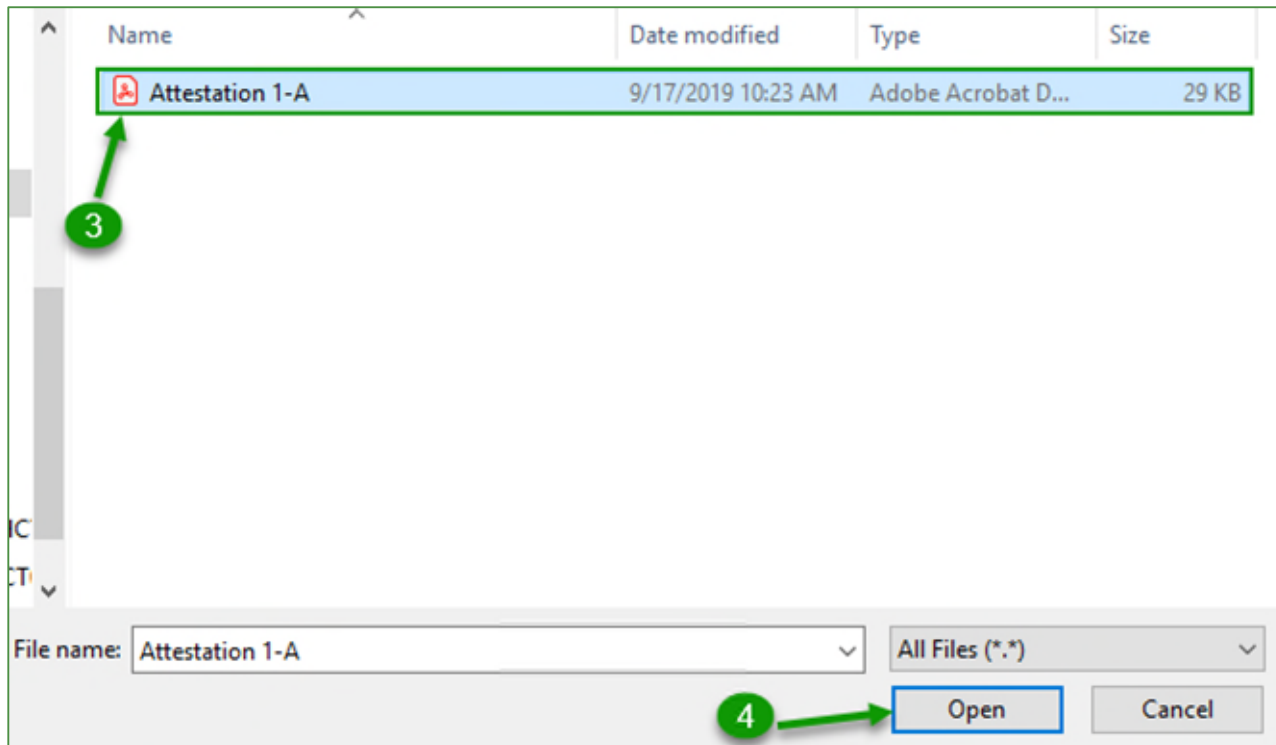 Name Date modified Type Size
Attestation 1-A 9/17/2019 10:23 AM Adobe Acrobat D... 29 KB
3
File name: Attestation 1-A All Files (*.*)
4 Open Cancel